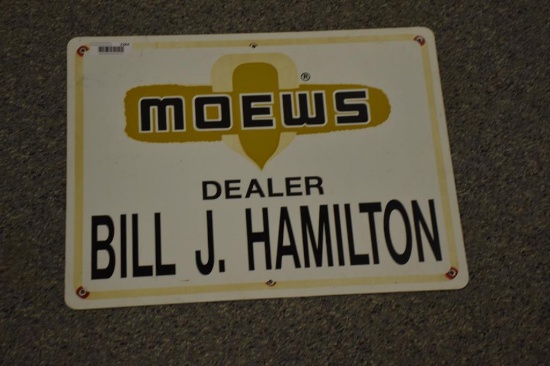 MOEWS
®
DEALER
BILL J. HAMILTON